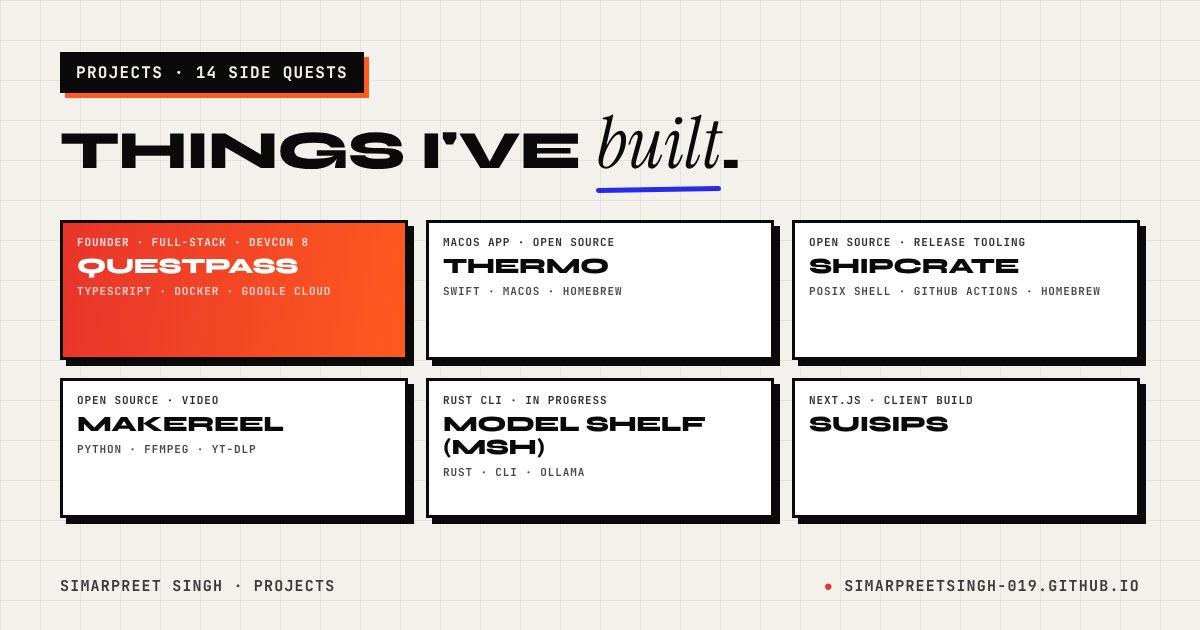 PROJECTS · 14 SIDE QUESTS
THINGS I'VE built.
FOUNDER · FULL-STACK · DEVCON 8
QUESTPASS
TYPESCRIPT · DOCKER · GOOGLE CLOUD
MACOS APP · OPEN SOURCE
THERMO
SWIFT · MACOS · HOMEBREW
OPEN SOURCE · RELEASE TOOLING
SHIPCRATE
POSIX SHELL · GITHUB ACTIONS · HOMEBREW
OPEN SOURCE · VIDEO
MAKEREEL
PYTHON · FFMPEG · YT-DLP
RUST CLI · IN PROGRESS
MODEL SHELF
(MSH)
RUST · CLI · OLLAMA
NEXT.JS · CLIENT BUILD
SUISIPS
SIMARPREET SINGH · PROJECTS
● SIMARPREETSINGH-019.GITHUB.IO